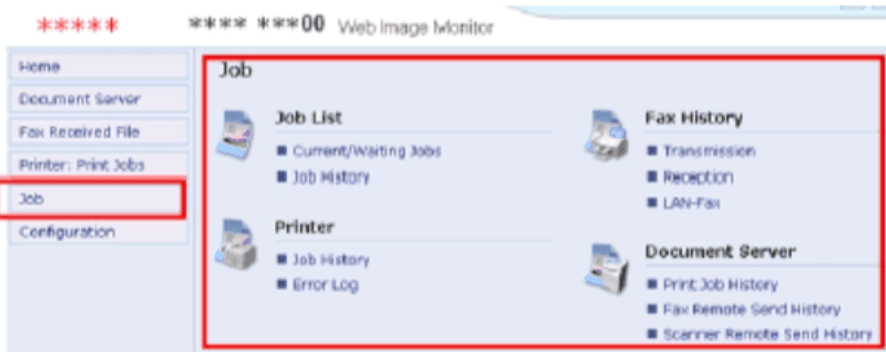 ***** **** ***00 Web Image Monitor
Home
Document Server
Fax Received File
Printer: Print Jobs
Job
Configuration
Job
Job List
Current/Waiting Jobs
Job History
Printer
Job History
Error Log
Fax History
Transmission
Reception
LAN-Fax
Document Server
Print Job History
Fax Remote Send History
Scanner Remote Send History